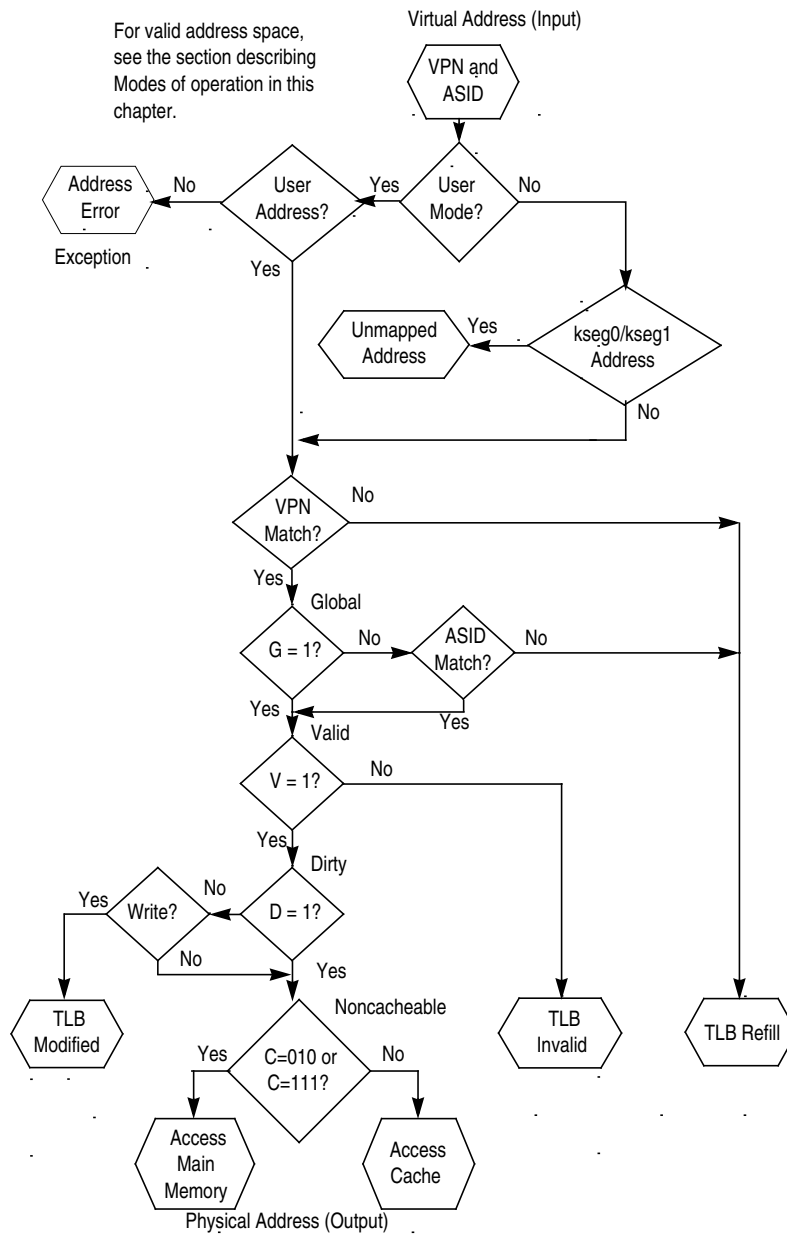 Virtual Address (Input)
For valid address space,
see the section describing
Modes of operation in this
chapter.
VPN and
ASID
Address
Error
No
User
Address?
Yes
User
Mode?
No
Exception
Yes
Unmapped
Address
Yes
kseg0/kseg1
Address
No
VPN
Match?
No
Yes
Global
G = 1?
No
ASID
Match?
No
Yes
Yes
Valid
V = 1?
No
Yes
Dirty
Yes
Write?
No
D = 1?
No
Yes
TLB
Modified
Noncacheable
TLB
Invalid
TLB Refill
Yes
C=010 or
C=111?
No
Access
Main
Memory
Access
Cache
Physical Address (Output)